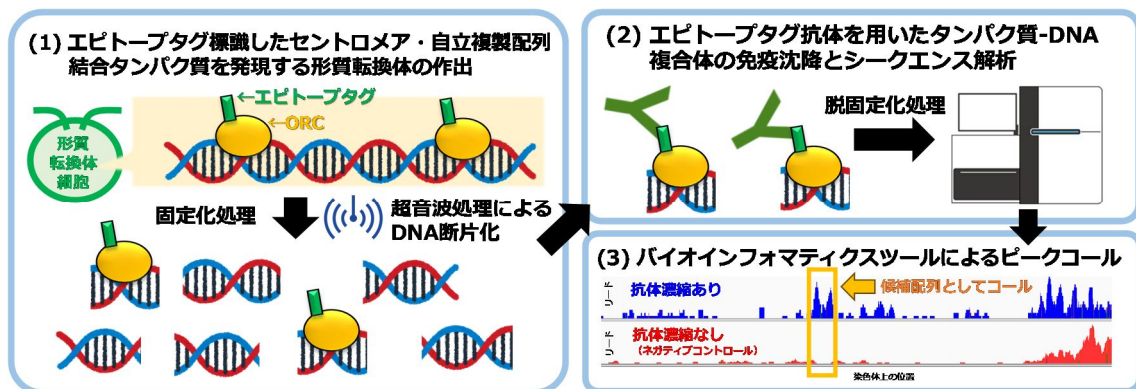 (1) エピトープタグ標識したセントロメア・自立複製配列
結合タンパク質を発現する形質転換体の作出
←エピトープタグ
←ORC
形質
転換体
細胞
固定化処理
超音波処理による
DNA断片化
(2) エピトープタグ抗体を用いたタンパク質-DNA
複合体の免疫沈降とシークエンス解析
脱固定化処理
(3) バイオインフォマティクスツールによるピークコール
リード
抗体濃縮あり
候補配列としてコール
リード
抗体濃縮なし
（ネガティブコントロール）
染色体上の位置